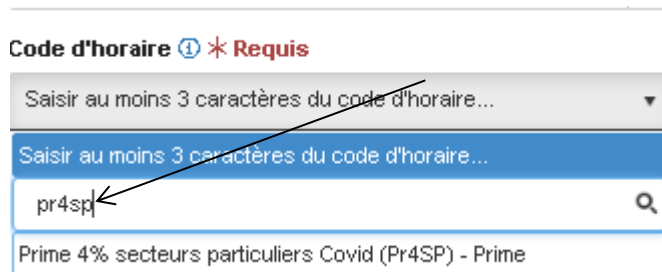 Code d'horaire ⓘ * Requis
Saisir au moins 3 caractères du code d'horaire...
Saisir au moins 3 caractères du code d'horaire...
pr4sp
Prime 4% secteurs particuliers Covid (Pr4SP) - Prime